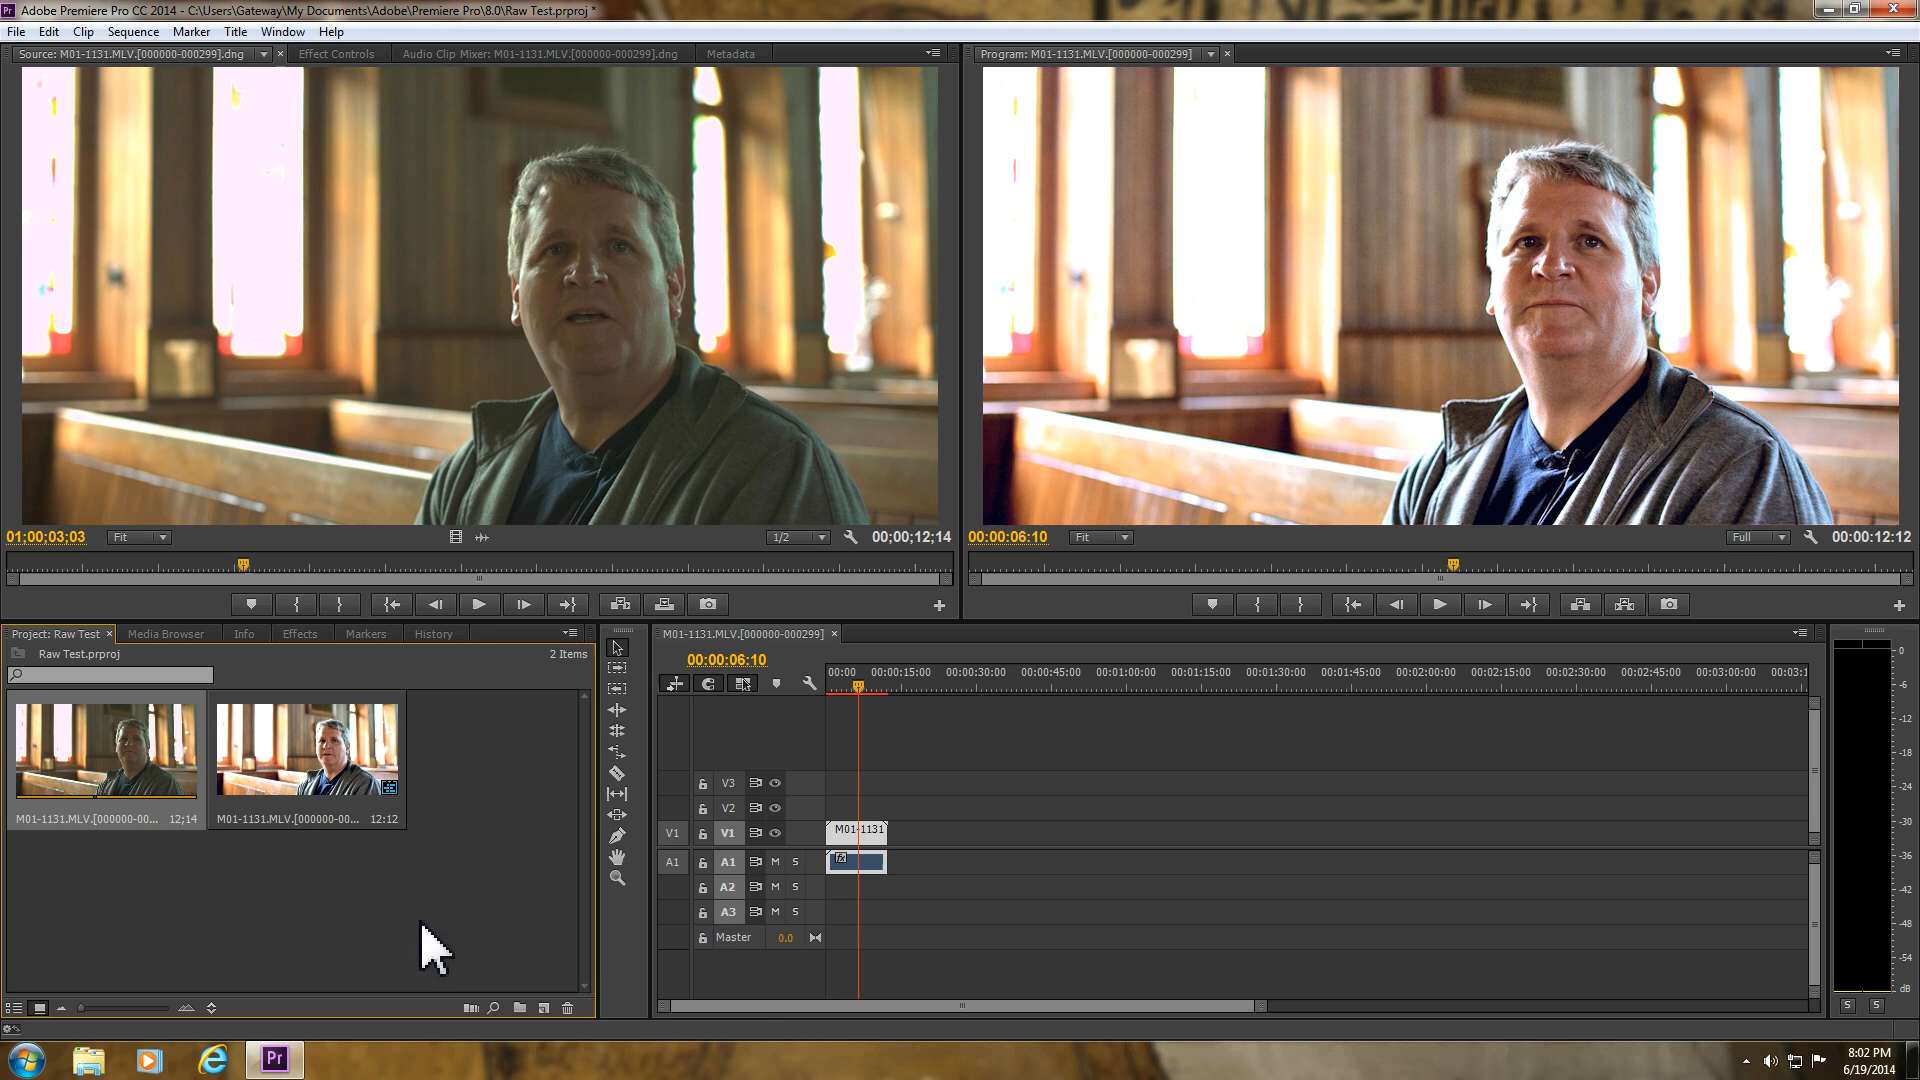 Pr Adobe Premiere Pro CC 2014 - C:\Users\Gateway\My Documents\Adobe\Premiere Pro\8.0\Raw Test.prproj *
File Edit Clip Sequence Marker Title Window Help
Source: M01-1131.MLV.[000000-000299].dng × Effect Controls Audio Clip Mixer: M01-1131.MLV.[000000-000299].dng Metadata
Program: M01-1131.MLV.[000000-000299] ×
01;00;03;03 Fit 1/2 00;00;12;14
00:00:06:10 Fit Full 00:00:12:12
Project: Raw Test × Media Browser Info Effects Markers History
Raw Test.prproj 2 Items
M01-1131.MLV.[000000-00... 12;14
M01-1131.MLV.[000000-00... 12:12
M01-1131.MLV.[000000-000299] ×
00:00:06:10
00:00 00:00:15:00 00:00:30:00 00:00:45:00 00:01:00:00 00:01:15:00 00:01:30:00 00:01:45:00 00:02:00:00 00:02:15:00 00:02:30:00 00:02:45:00 00:03:00:00 00:03:1
V3
V2
V1 V1 M01-1131
A1 A1 M S fx
A2 M S
A3 M S
Master 0.0
0
-6
-12
-18
-24
-30
-36
-42
-48
-54
dB
S S
Pr
8:02 PM
6/19/2014